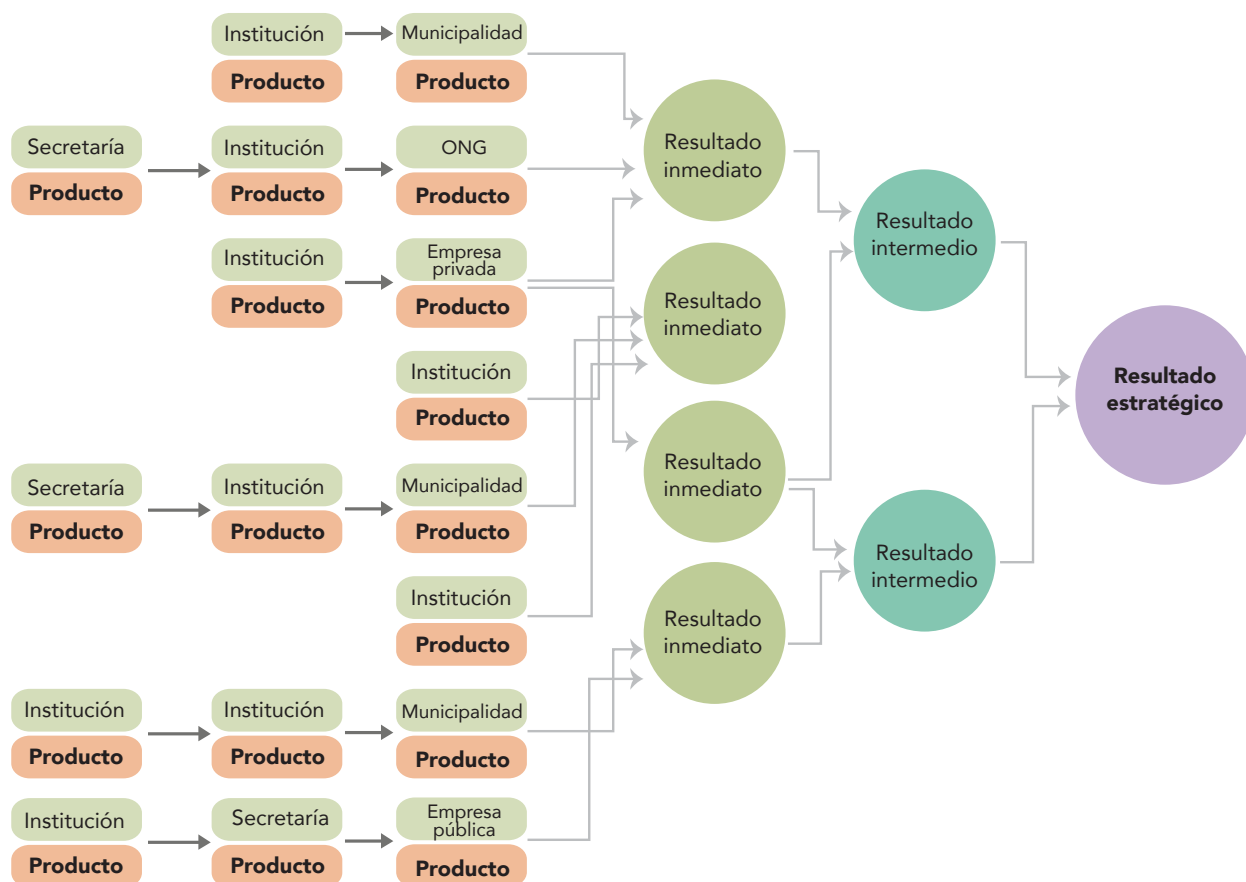 Institución
Municipalidad
Producto
Producto
Secretaría
Institución
ONG
Producto
Producto
Producto
Institución
Empresa
privada
Producto
Producto
Institución
Producto
Secretaría
Institución
Municipalidad
Producto
Producto
Producto
Institución
Producto
Institución
Institución
Municipalidad
Producto
Producto
Producto
Institución
Secretaría
Empresa
pública
Producto
Producto
Producto
Resultado
inmediato
Resultado
inmediato
Resultado
inmediato
Resultado
inmediato
Resultado
intermedio
Resultado
intermedio
Resultado
estratégico